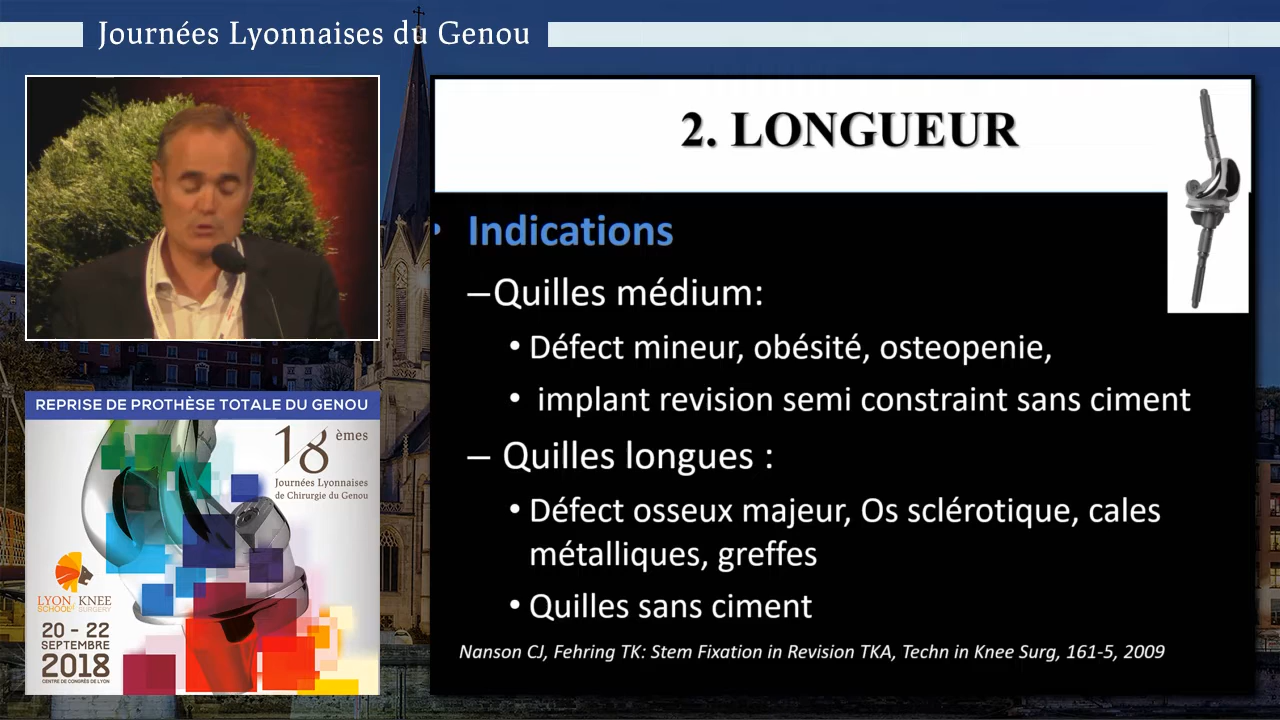 Journées Lyonnaises du Genou
2. LONGUEUR
• Indications
–Quilles médium:
• Défect mineur, obésité, osteopenie,
• implant revision semi constraint sans ciment
– Quilles longues :
• Défect osseux majeur, Os sclérotique, cales
métalliques, greffes
• Quilles sans ciment
Nanson CJ, Fehring TK: Stem Fixation in Revision TKA, Techn in Knee Surg, 161-5, 2009
REPRISE DE PROTHÈSE TOTALE DU GENOU
18 èmes
Journées Lyonnaises
de Chirurgie du Genou
LYON KNEE
SCHOOL OF SURGERY
20 - 22
SEPTEMBRE
2018
CENTRE DE CONGRÈS DE LYON